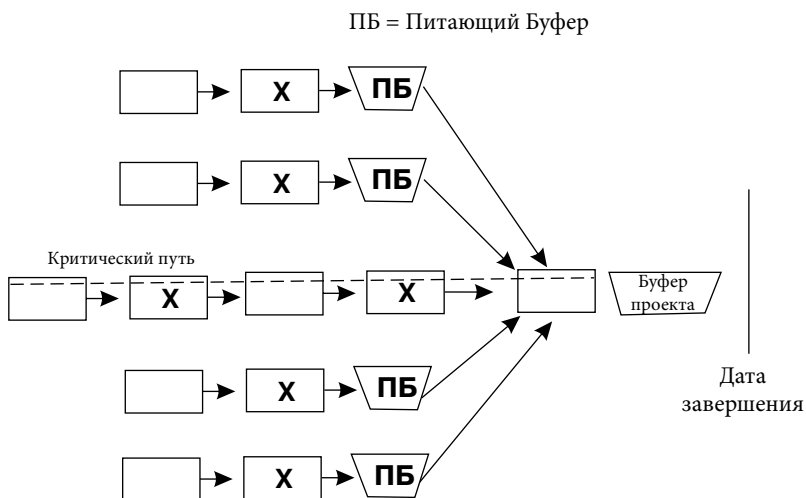 ПБ = Питающий Буфер
X
ПБ
X
ПБ
Критический путь
X
X
Буфер
проекта
X
ПБ
Дата
завершения
X
ПБ